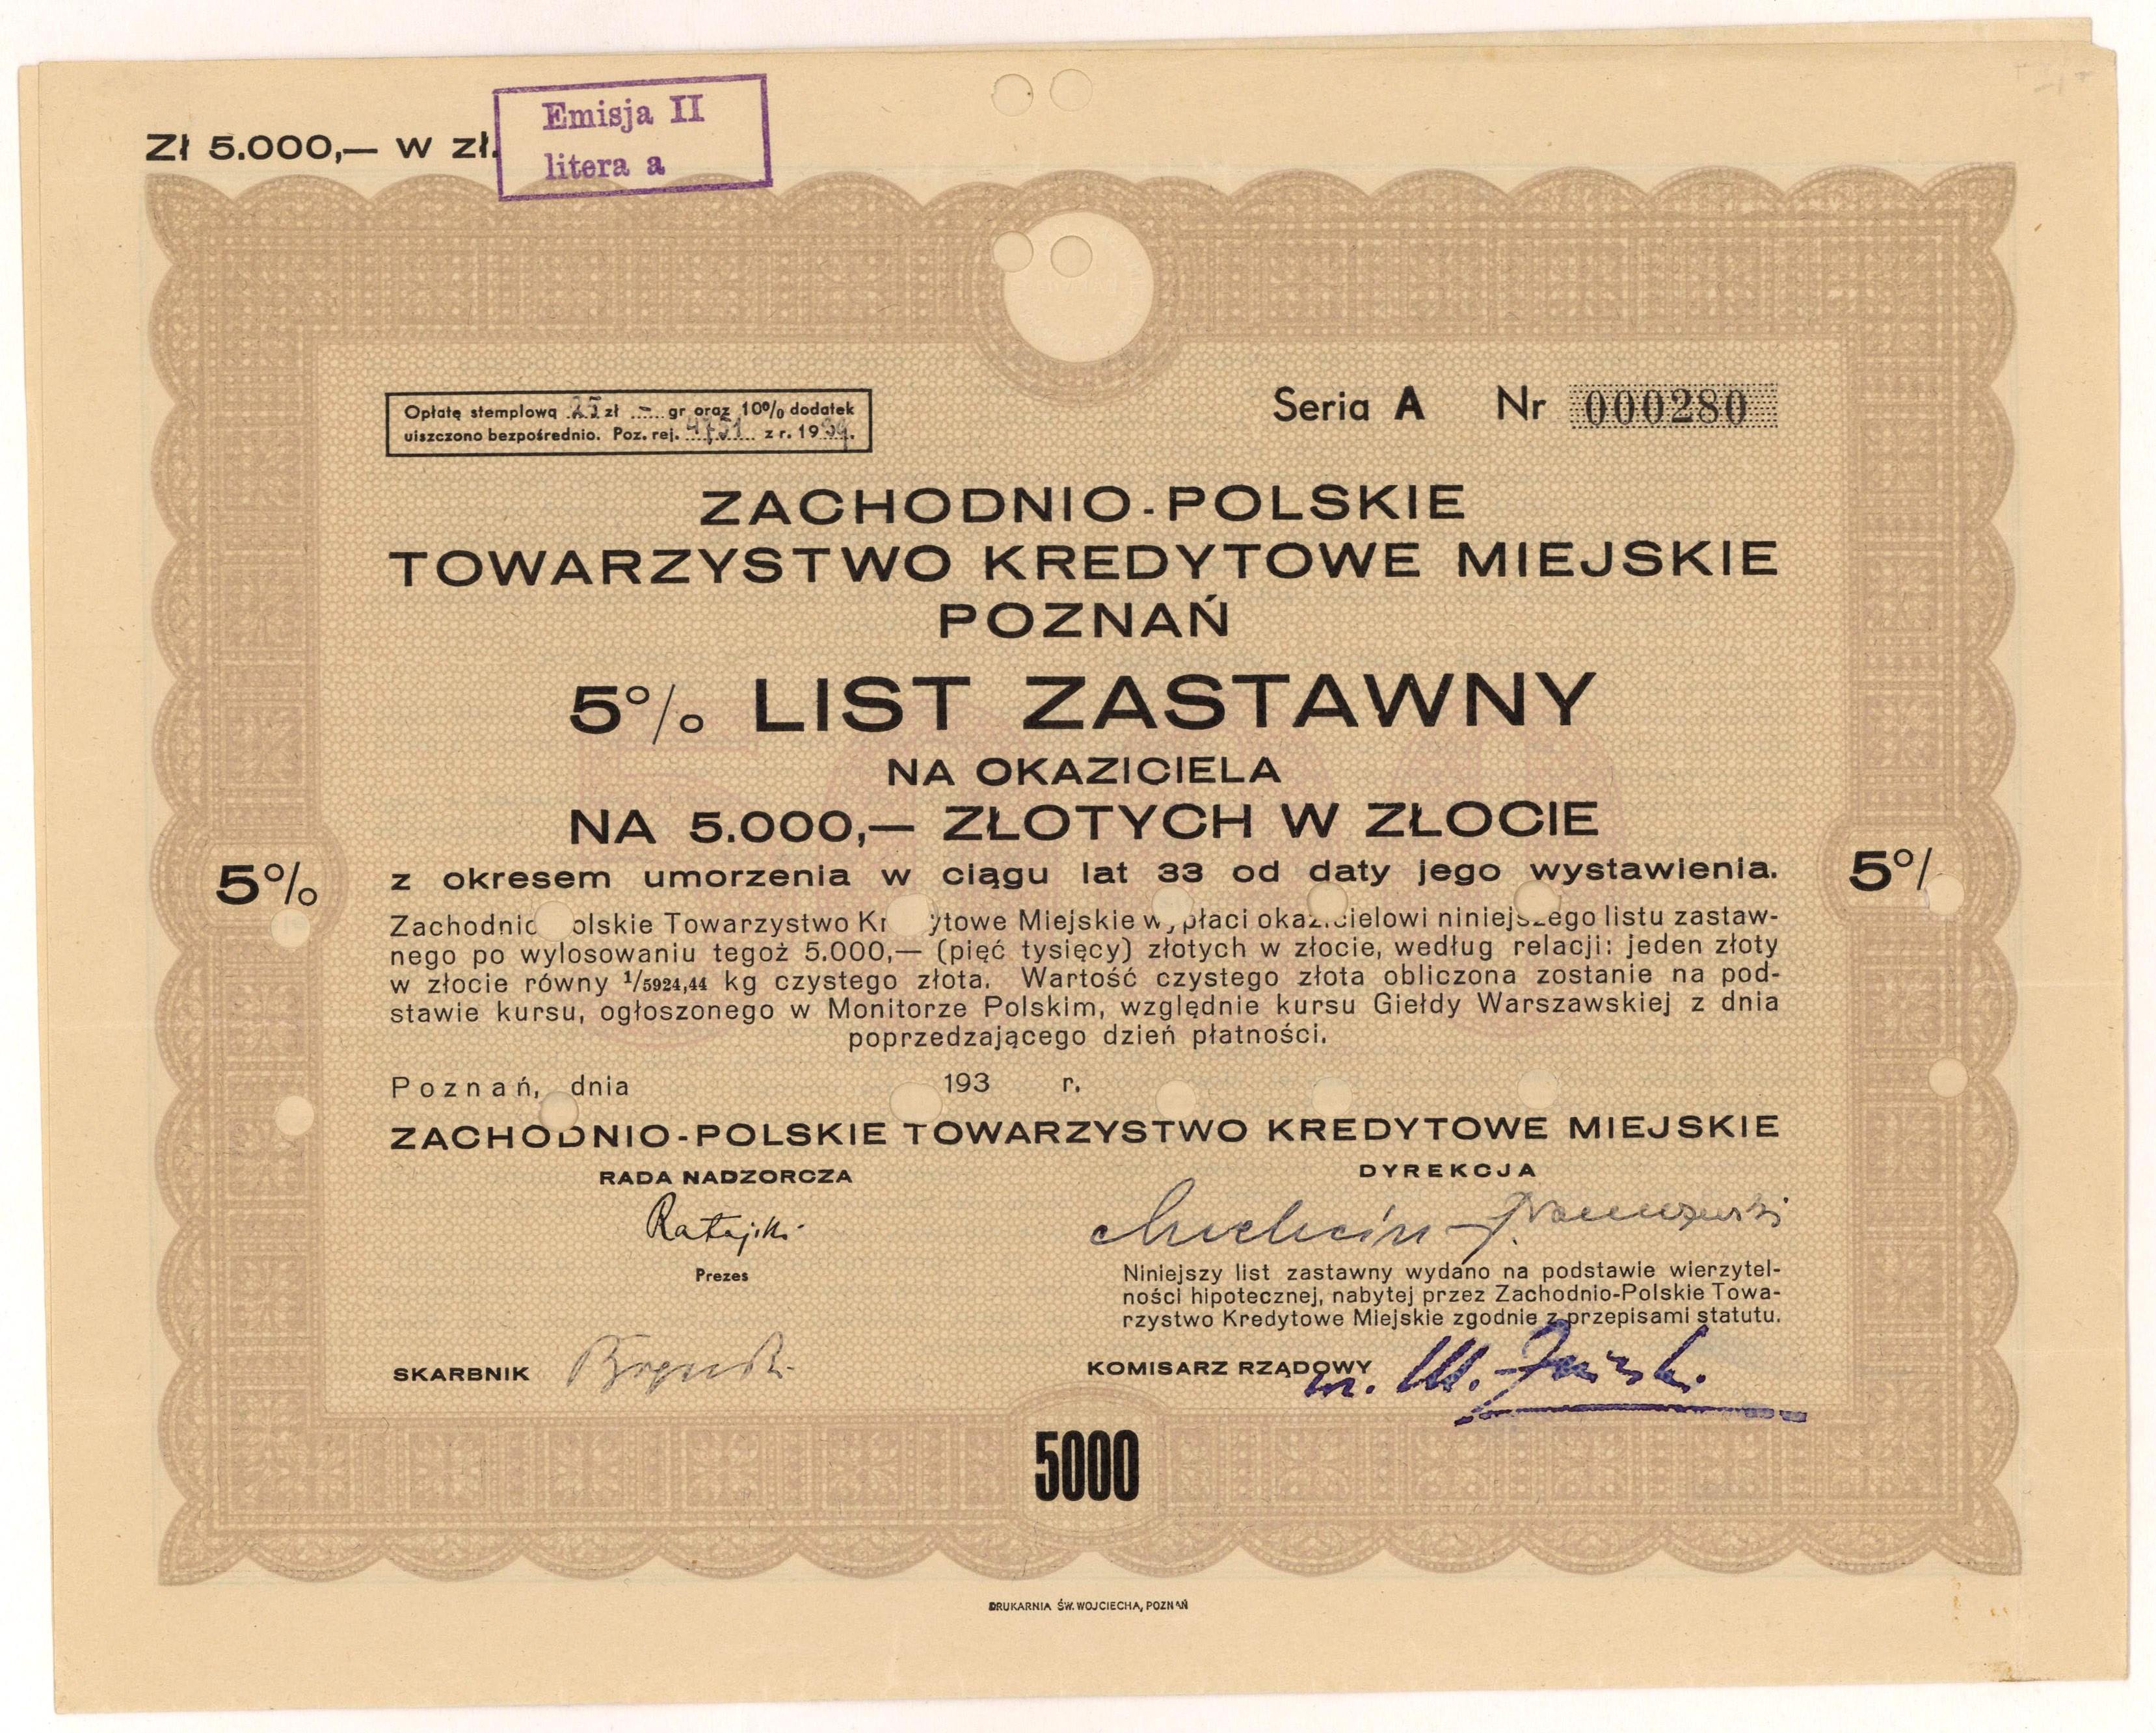 Zł 5.000,— w zł.
Emisja II
litera a
Opłatę stemplową 25 zł - gr oraz 10% dodatek
uiszczono bezpośrednio. Poz. rej. 4751 z r. 1934.
Seria A Nr 000280
ZACHODNIO-POLSKIE
TOWARZYSTWO KREDYTOWE MIEJSKIE
POZNAŃ
5% LIST ZASTAWNY
NA OKAZICIELA
NA 5.000,— ZŁOTYCH W ZŁOCIE
5%
z okresem umorzenia w ciągu lat 33 od daty jego wystawienia.
5%
Zachodnio-Polskie Towarzystwo Kredytowe Miejskie wypłaci okazicielowi niniejszego listu zastaw-
nego po wylosowaniu tegoż 5.000,— (pięć tysięcy) złotych w złocie, według relacji: jeden złoty
w złocie równy 1/5924,44 kg czystego złota. Wartość czystego złota obliczona zostanie na pod-
stawie kursu, ogłoszonego w Monitorze Polskim, względnie kursu Giełdy Warszawskiej z dnia
poprzedzającego dzień płatności.
Poznań, dnia 193 r.
ZACHODNIO-POLSKIE TOWARZYSTWO KREDYTOWE MIEJSKIE
RADA NADZORCZA
Ratajski
Prezes
DYREKCJA
Niniejszy list zastawny wydano na podstawie wierzytel-
ności hipotecznej, nabytej przez Zachodnio-Polskie Towa-
rzystwo Kredytowe Miejskie zgodnie z przepisami statutu.
SKARBNIK
KOMISARZ RZĄDOWY
5000
DRUKARNIA ŚW. WOJCIECHA, POZNAŃ